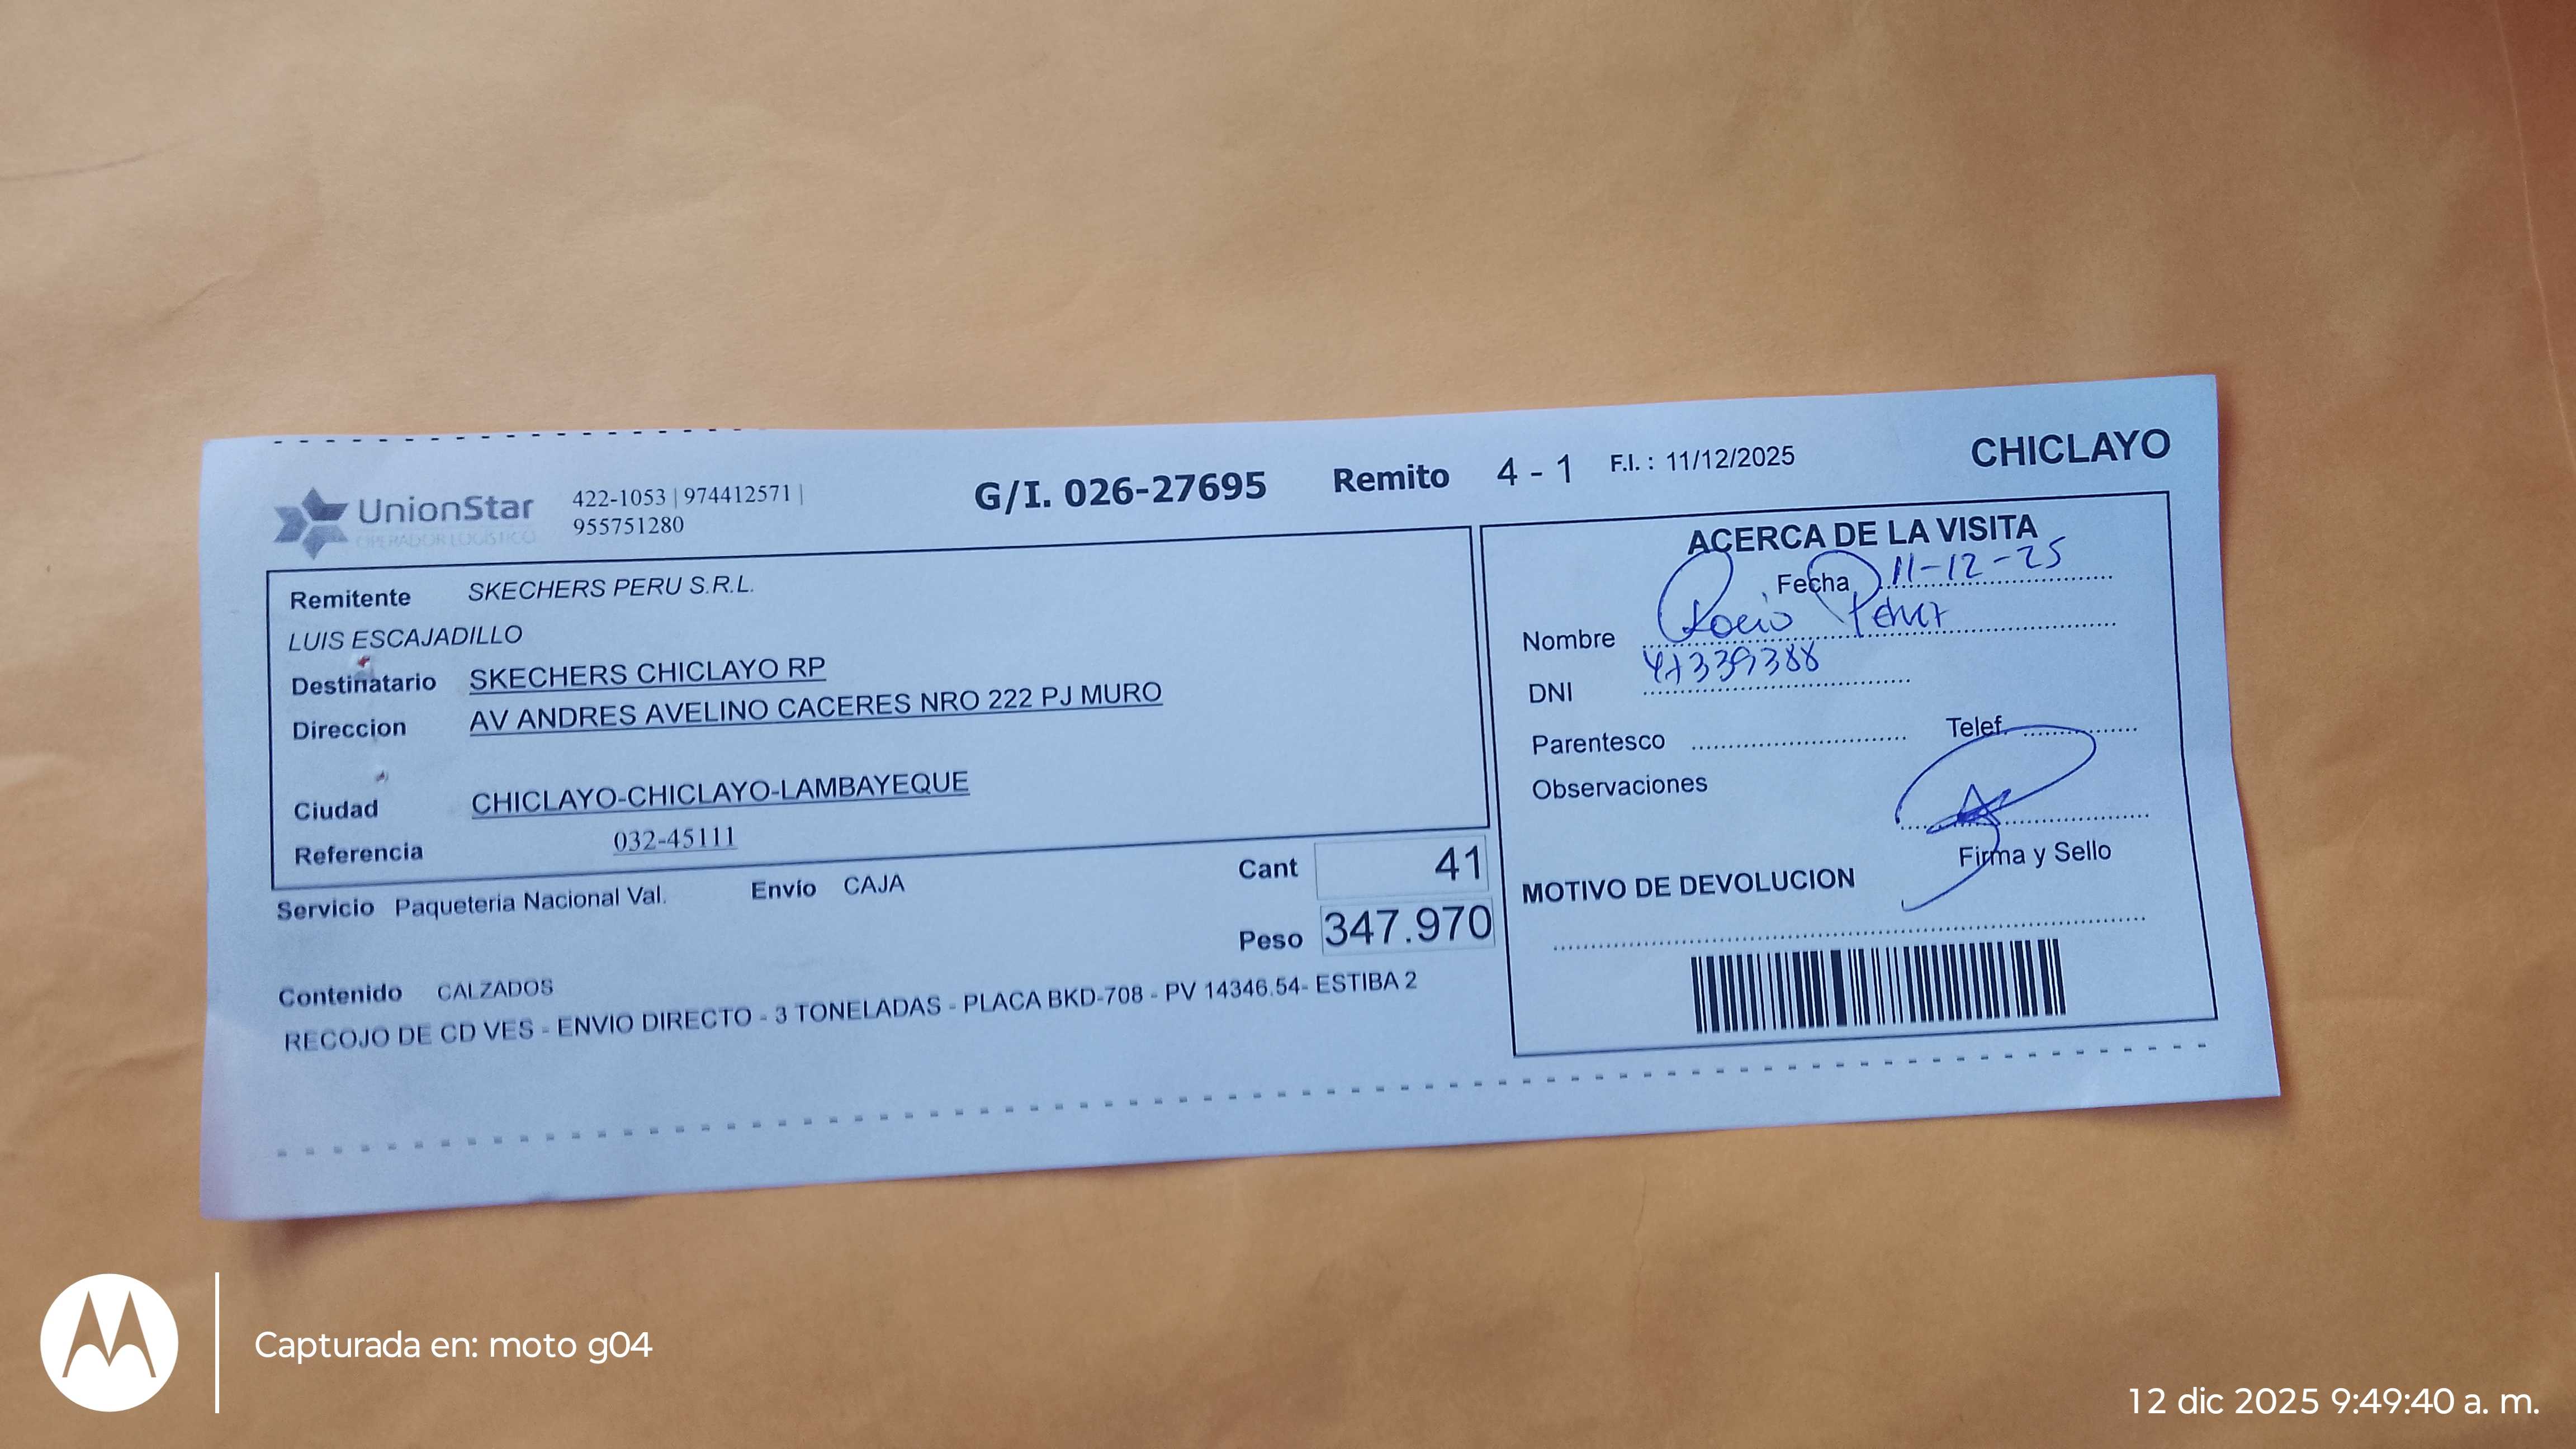 UnionStar
OPERADOR LOGÍSTICO
422-1053 | 974412571 |
955751280
G/I. 026-27695 Remito 4 - 1 F.I. : 11/12/2025 CHICLAYO
Remitente SKECHERS PERU S.R.L.
LUIS ESCAJADILLO
Destinatario SKECHERS CHICLAYO RP
Direccion AV ANDRES AVELINO CACERES NRO 222 PJ MURO
Ciudad CHICLAYO-CHICLAYO-LAMBAYEQUE
Referencia 032-45111
Servicio Paqueteria Nacional Val. Envío CAJA
Cant 41
Peso 347.970
Contenido CALZADOS
RECOJO DE CD VES - ENVIO DIRECTO - 3 TONELADAS - PLACA BKD-708 - PV 14346.54- ESTIBA 2
ACERCA DE LA VISITA
Fecha 11-12-25
Nombre Rocio
DNI
Parentesco Telef.
Observaciones
Firma y Sello
MOTIVO DE DEVOLUCION
Capturada en: moto g04
12 dic 2025 9:49:40 a. m.